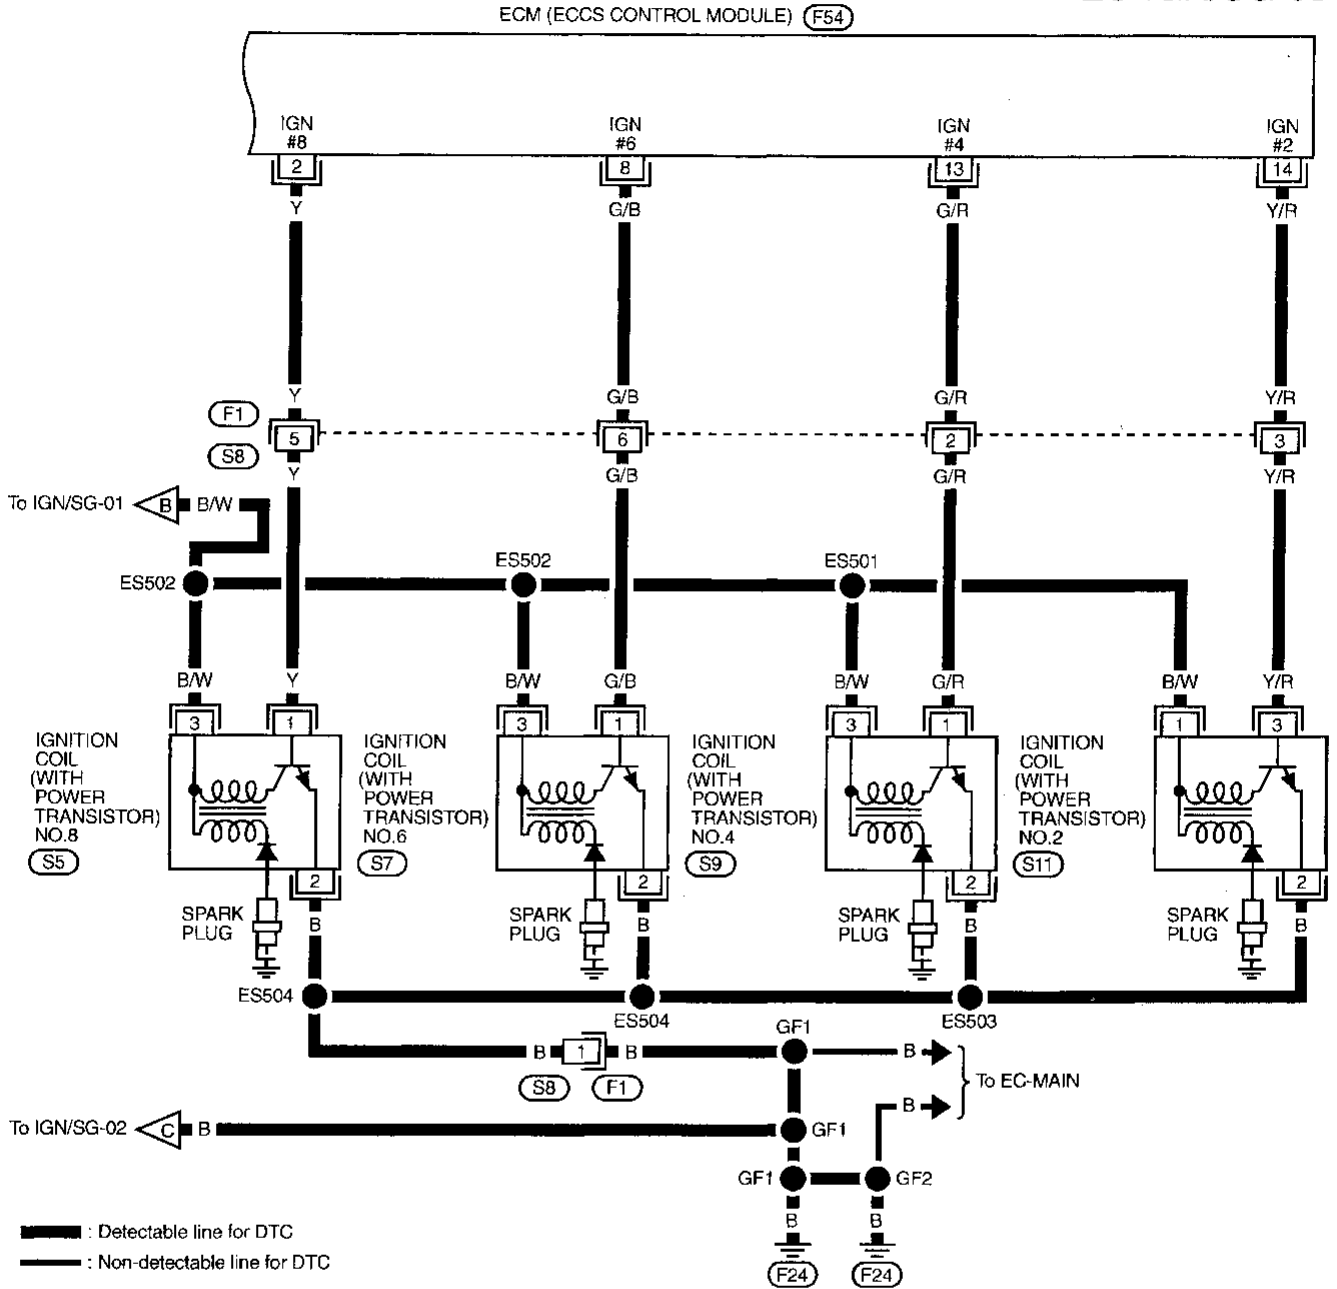 ECM (ECCS CONTROL MODULE) F54
IGN #8
IGN #6
IGN #4
IGN #2
2
8
13
14
Y
G/B
G/R
Y/R
Y
G/B
G/R
Y/R
F1
5
6
2
3
S8
Y
G/B
G/R
Y/R
To IGN/SG-01 B B/W
ES502
ES502
ES501
B/W
Y
B/W
G/B
B/W
G/R
B/W
Y/R
3
1
3
1
3
1
1
3
IGNITION
COIL
(WITH
POWER
TRANSISTOR)
NO.8
S5
IGNITION
COIL
(WITH
POWER
TRANSISTOR)
NO.6
S7
IGNITION
COIL
(WITH
POWER
TRANSISTOR)
NO.4
S9
IGNITION
COIL
(WITH
POWER
TRANSISTOR)
NO.2
S11
2
2
2
2
SPARK
PLUG
B
SPARK
PLUG
B
SPARK
PLUG
B
SPARK
PLUG
B
ES504
ES504
ES503
B 1 B
S8
F1
GF1
B
B
To EC-MAIN
To IGN/SG-02 C B
GF1
GF1
GF2
B
B
F24
F24
: Detectable line for DTC
: Non-detectable line for DTC